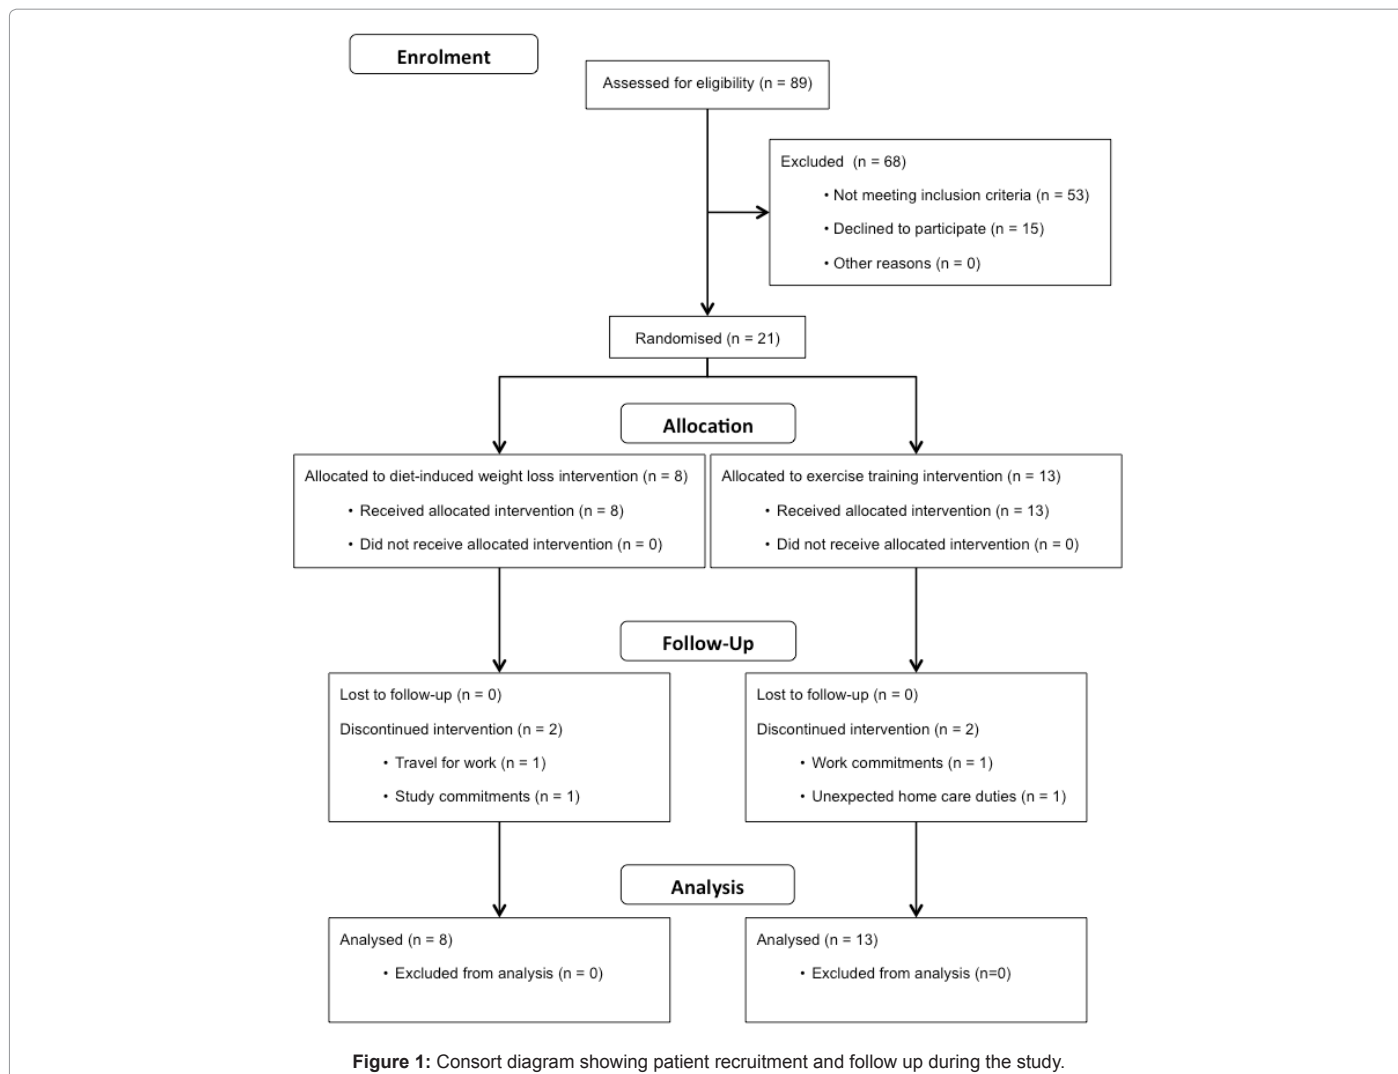 Enrolment
Assessed for eligibility (n = 89)
Excluded (n = 68)
• Not meeting inclusion criteria (n = 53)
• Declined to participate (n = 15)
• Other reasons (n = 0)
Randomised (n = 21)
Allocation
Allocated to diet-induced weight loss intervention (n = 8)
• Received allocated intervention (n = 8)
• Did not receive allocated intervention (n = 0)
Allocated to exercise training intervention (n = 13)
• Received allocated intervention (n = 13)
• Did not receive allocated intervention (n = 0)
Follow-Up
Lost to follow-up (n = 0)
Discontinued intervention (n = 2)
• Travel for work (n = 1)
• Study commitments (n = 1)
Lost to follow-up (n = 0)
Discontinued intervention (n = 2)
• Work commitments (n = 1)
• Unexpected home care duties (n = 1)
Analysis
Analysed (n = 8)
• Excluded from analysis (n = 0)
Analysed (n = 13)
• Excluded from analysis (n=0)
Figure 1: Consort diagram showing patient recruitment and follow up during the study.